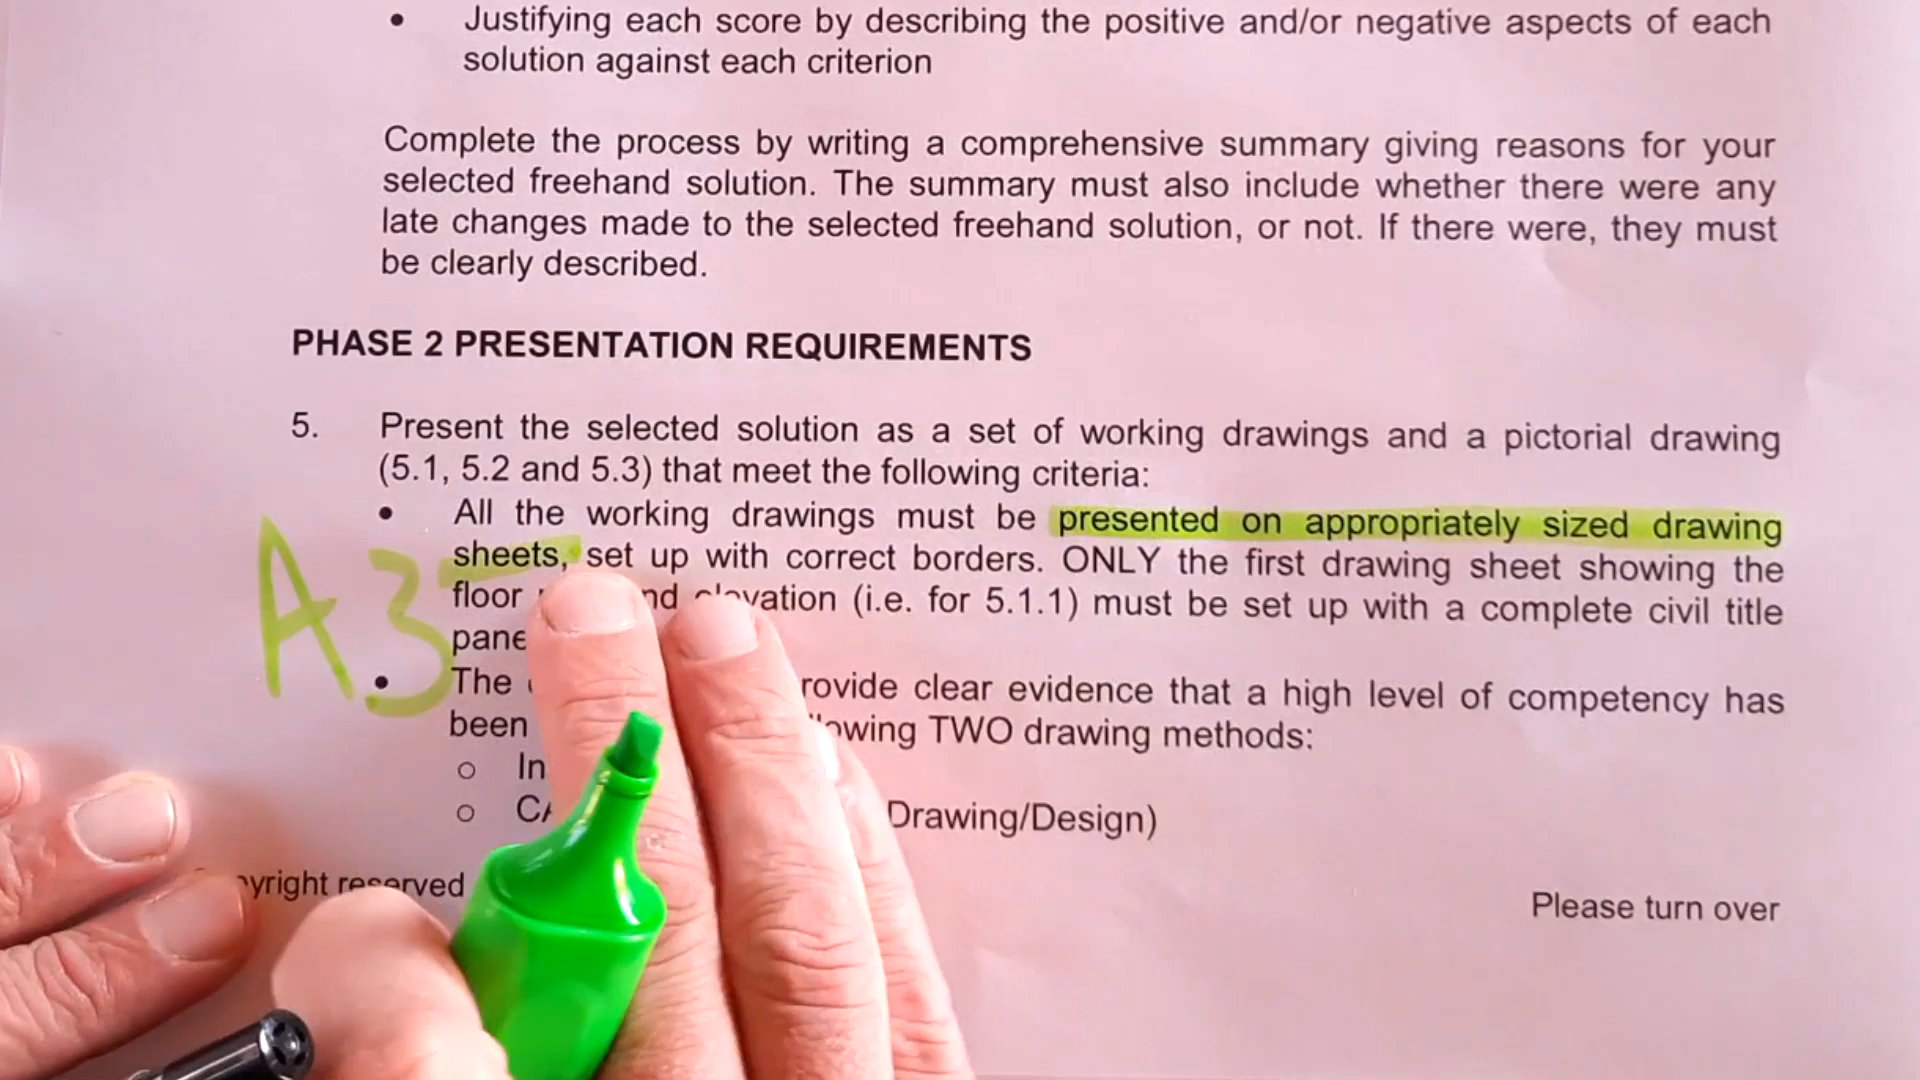 • Justifying each score by describing the positive and/or negative aspects of each
solution against each criterion
Complete the process by writing a comprehensive summary giving reasons for your
selected freehand solution. The summary must also include whether there were any
late changes made to the selected freehand solution, or not. If there were, they must
be clearly described.
PHASE 2 PRESENTATION REQUIREMENTS
5. Present the selected solution as a set of working drawings and a pictorial drawing
(5.1, 5.2 and 5.3) that meet the following criteria:
• All the working drawings must be presented on appropriately sized drawing
sheets, set up with correct borders. ONLY the first drawing sheet showing the
floor elevation (i.e. for 5.1.1) must be set up with a complete civil title
A3
• The clear evidence that a high level of competency has
been TWO drawing methods:
o
o Drawing/Design)
reserved
Please turn over